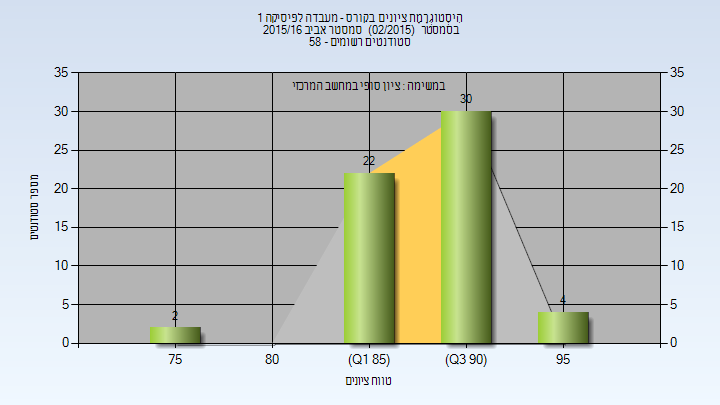 היסטוגרמת ציונים בקורס - מעבדה לפיסיקה 1
בסמסטר (02/2015) סמסטר אביב 2015/16
סטודנטים רשומים - 58
במשימה : ציון סופי במחשב המרכזי
35 35
30 30
25 25
20 20
15 15
10 10
5 5
0 0
2
22
30
4
מספר סטודנטים
75 80 (Q1 85) (Q3 90) 95
טווח ציונים